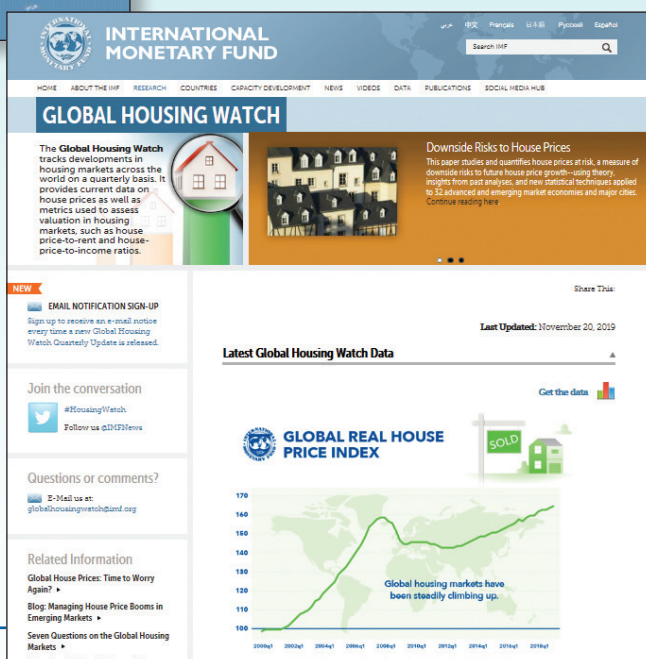 عربي 中文 Français 日本語 Русский Español
INTERNATIONAL
MONETARY FUND
Search IMF
HOME ABOUT THE IMF RESEARCH COUNTRIES CAPACITY DEVELOPMENT NEWS VIDEOS DATA PUBLICATIONS SOCIAL MEDIA HUB
GLOBAL HOUSING WATCH
The Global Housing Watch
tracks developments in
housing markets across the
world on a quarterly basis. It
provides current data on
house prices as well as
metrics used to assess
valuation in housing
markets, such as house
price-to-rent and house-
price-to-income ratios.
Downside Risks to House Prices
This paper studies and quantifies house prices at risk, a measure of
downside risks to future house price growth--using theory,
insights from past analyses, and new statistical techniques applied
to 32 advanced and emerging market economies and major cities.
Continue reading here
NEW
EMAIL NOTIFICATION SIGN-UP
Sign up to receive an e-mail notice
every time a new Global Housing
Watch Quarterly Update is released.
Join the conversation
#HousingWatch
Follow us @IMFNews
Questions or comments?
E-Mail us at:
globalhousingwatch@imf.org
Related Information
Global House Prices: Time to Worry
Again?
Blog: Managing House Price Booms in
Emerging Markets
Seven Questions on the Global Housing
Markets
Share This:
Last Updated: November 20, 2019
Latest Global Housing Watch Data
Get the data
GLOBAL REAL HOUSE
PRICE INDEX
SOLD
170
160
150
140
130
120
110
100
Global housing markets have
been steadily climbing up.
2000q1 2002q1 2004q1 2006q1 2008q1 2010q1 2012q1 2014q1 2016q1 2018q1